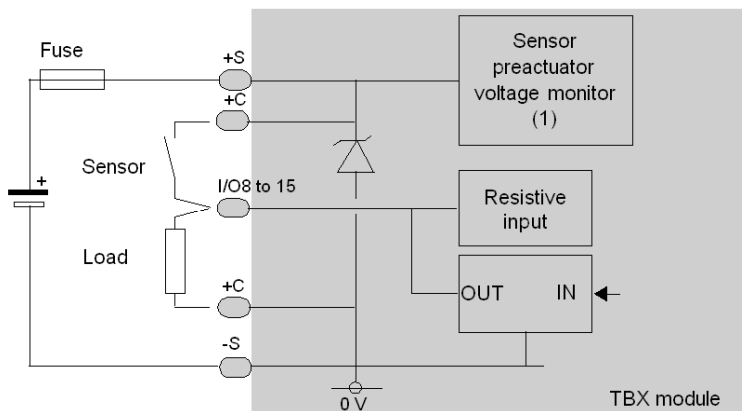 Fuse
+S
Sensor
preactuator
voltage monitor
(1)
+C
+
Sensor
I/O8 to 15
Resistive
input
Load
OUT
IN
+C
-S
0 V
TBX module